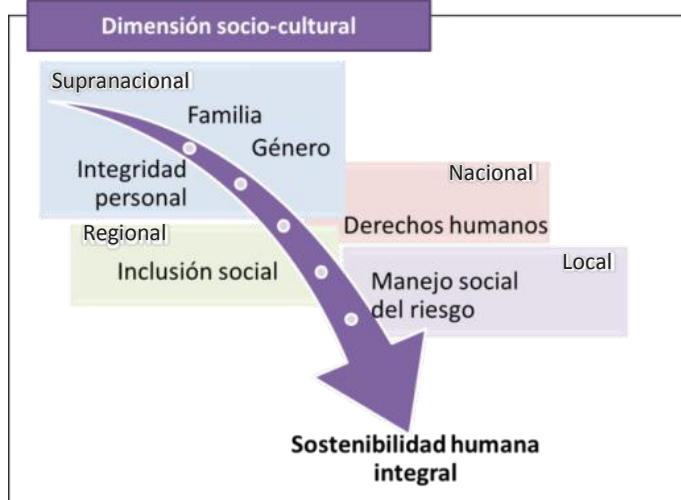 Dimensión socio-cultural
Supranacional
Familia
Género
Integridad
personal
Nacional
Derechos humanos
Regional
Inclusión social
Local
Manejo social
del riesgo
Sostenibilidad humana
integral